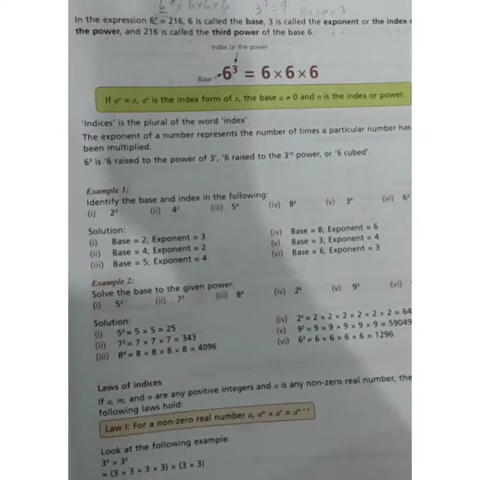 6³ = 6×6×6
In the expression 6³ = 216, 6 is called the base, 3 is called the exponent or the index o
the power, and 216 is called the third power of the base 6.
Index or the power
Base 6³ = 6 × 6 × 6
If aⁿ = x, aⁿ is the index form of x, the base a ≠ 0 and n is the index or power.
'Indices' is the plural of the word 'index'.
The exponent of a number represents the number of times a particular number has
been multiplied.
6³ is '6 raised to the power of 3', '6 raised to the 3ʳᵈ power, or '6 cubed'.
Example 1:
Identify the base and index in the following:
(i) 2³ (ii) 4² (iii) 5⁴ (iv) 8⁶ (v) 3⁴ (vi) 6³
Solution:
(i) Base = 2; Exponent = 3
(ii) Base = 4; Exponent = 2
(iii) Base = 5; Exponent = 4
(iv) Base = 8; Exponent = 6
(v) Base = 3; Exponent = 4
(vi) Base = 6; Exponent = 3
Example 2:
Solve the base to the given power:
(i) 5² (ii) 7³ (iii) 8⁴ (iv) 2⁶ (v) 9⁵ (vi)
Solution:
(i) 5² = 5 × 5 = 25
(ii) 7³ = 7 × 7 × 7 = 343
(iii) 8⁴ = 8 × 8 × 8 × 8 = 4096
(iv) 2⁶ = 2 × 2 × 2 × 2 × 2 × 2 = 64
(v) 9⁵ = 9 × 9 × 9 × 9 × 9 = 59049
(vi) 6⁴ = 6 × 6 × 6 × 6 = 1296
Laws of indices
If a, m, and n are any positive integers and a is any non-zero real number, the
following laws hold:
Law I: For a non-zero real number a, aᵐ × aⁿ = aᵐ⁺ⁿ
Look at the following example:
3⁴ × 3²
= (3 × 3 × 3 × 3) × (3 × 3)